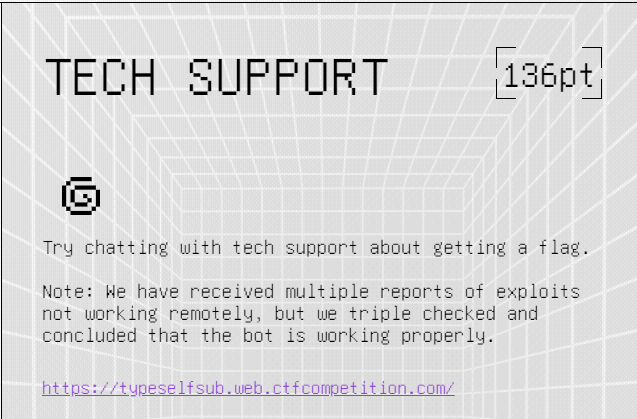 TECH SUPPORT
136pt
Try chatting with tech support about getting a flag.
Note: We have received multiple reports of exploits
not working remotely, but we triple checked and
concluded that the bot is working properly.
https://typeselfsub.web.ctfcompetition.com/